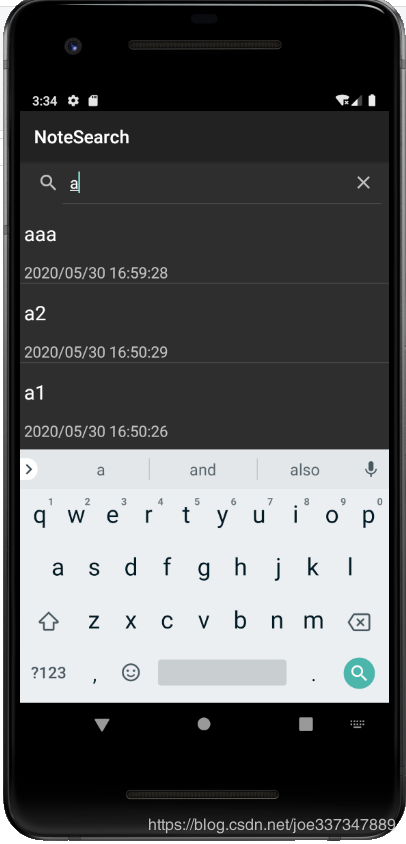 3:34
NoteSearch
a
aaa
2020/05/30 16:59:28
a2
2020/05/30 16:50:29
a1
2020/05/30 16:50:26
a and also
1 2 3 4 5 6 7 8 9 0
q w e r t y u i o p
a s d f g h j k l
z x c v b n m
?123 , .
https://blog.csdn.net/joe337347889